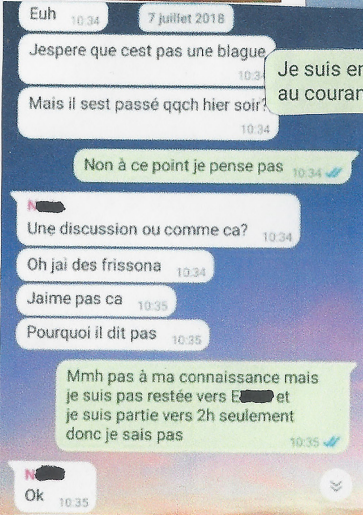 Euh 10:34
7 juillet 2018
Jespere que cest pas une blague
10:34
Je suis
au
Mais il sest passé qqch hier soir?
10:34
Non à ce point je pense pas 10:34
N
Une discussion ou comme ca? 10:34
Oh jai des frissona 10:34
Jaime pas ca 10:35
Pourquoi il dit pas 10:35
Mmh pas à ma connaissance mais
je suis pas restée vers E et
je suis partie vers 2h seulement
donc je sais pas
10:35
N
Ok 10:35